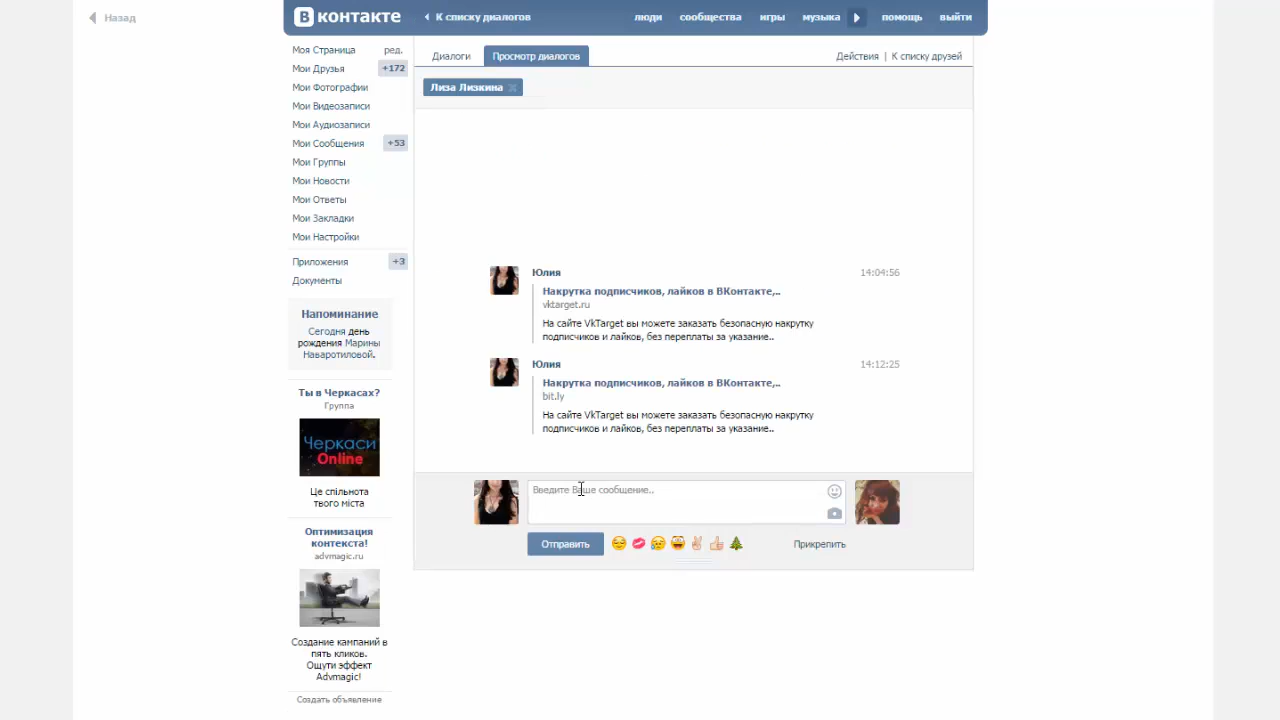 Назад
В контакте
К списку диалогов
люди
сообщества
игры
музыка
помощь
выйти
Моя Страница
ред.
Мои Друзья
+172
Мои Фотографии
Мои Видеозаписи
Мои Аудиозаписи
Мои Сообщения
+53
Мои Группы
Мои Новости
Мои Ответы
Мои Закладки
Мои Настройки
Приложения
+3
Документы
Напоминание
Сегодня день
рождения Марины
Наваротиловой.
Ты в Черкасах?
Группа
Черкаси
Online
Це спільнота
твого міста
Оптимизация
контекста!
advmagic.ru
Создание кампаний в
пять кликов.
Ощути эффект
Advmagic!
Создать объявление
Диалоги
Просмотр диалогов
Действия | К списку друзей
Лиза Лизкина
Юлия
14:04:56
Накрутка подписчиков, лайков в ВКонтакте,..
vktarget.ru
На сайте VkTarget вы можете заказать безопасную накрутку
подписчиков и лайков, без переплаты за указание..
Юлия
14:12:25
Накрутка подписчиков, лайков в ВКонтакте,..
bit.ly
На сайте VkTarget вы можете заказать безопасную накрутку
подписчиков и лайков, без переплаты за указание..
Введите Ваше сообщение..
Отправить
Прикрепить